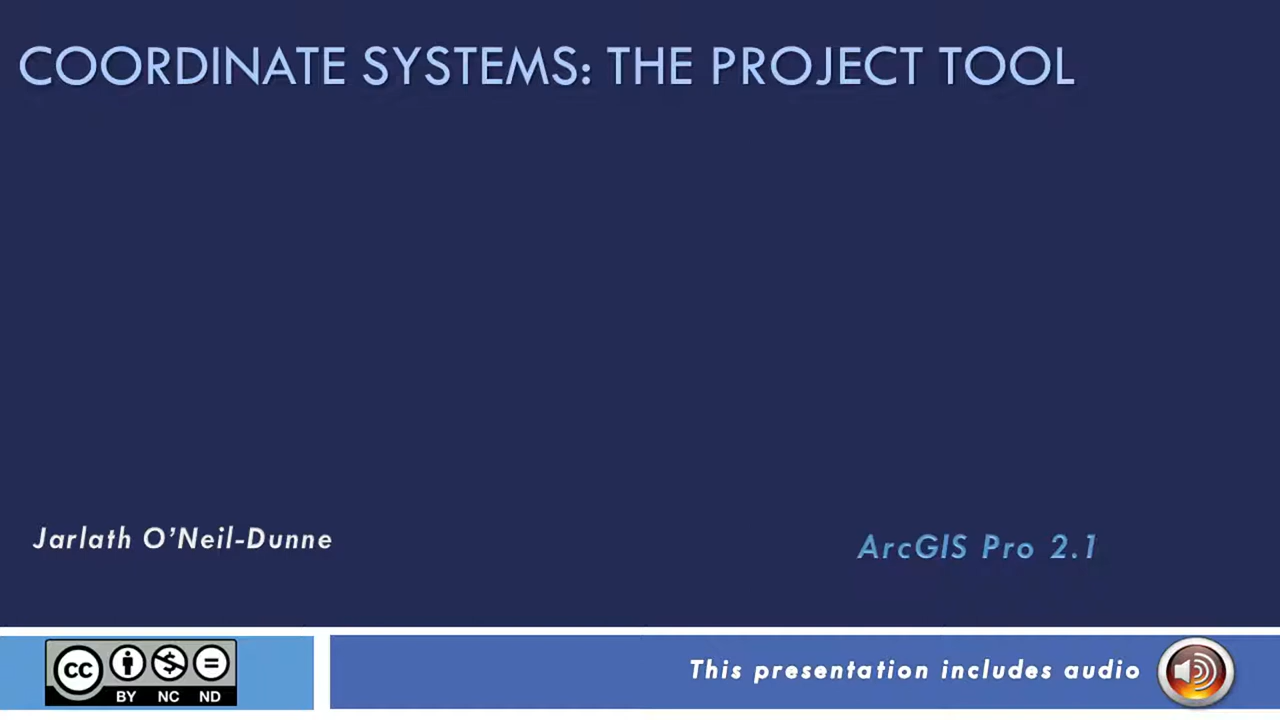 COORDINATE SYSTEMS: THE PROJECT TOOL
Jarlath O’Neil-Dunne
ArcGIS Pro 2.1
cc
BY NC ND
This presentation includes audio